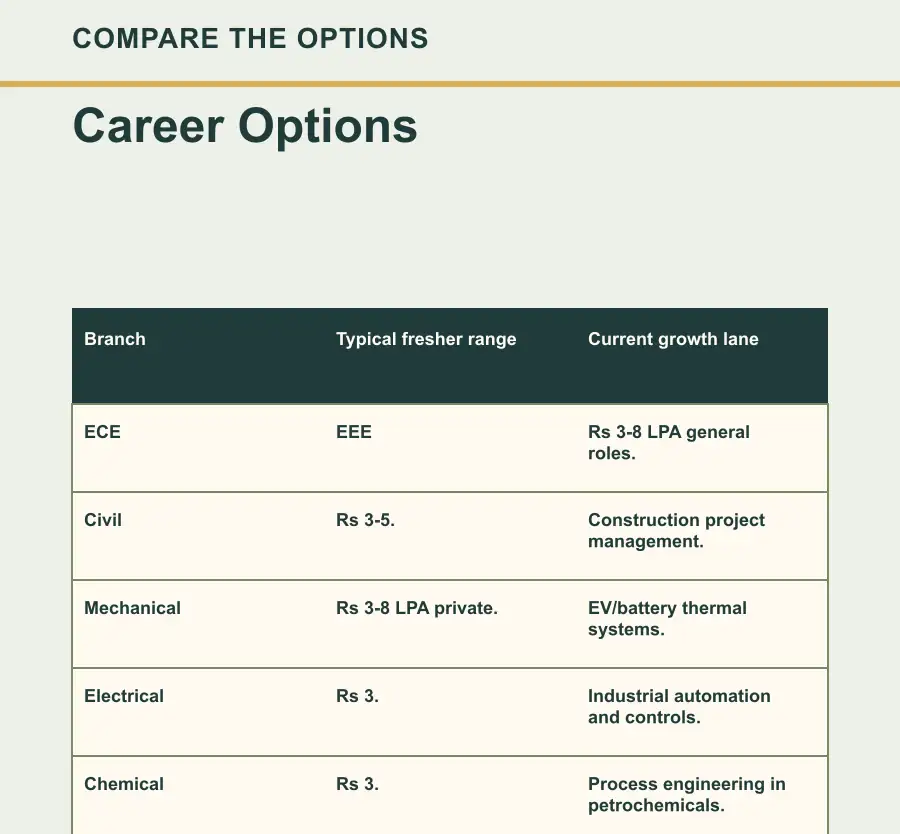 COMPARE THE OPTIONS
Career Options
Branch Typical fresher range Current growth lane
ECE EEE Rs 3-8 LPA general
roles.
Civil Rs 3-5. Construction project
management.
Mechanical Rs 3-8 LPA private. EV/battery thermal
systems.
Electrical Rs 3. Industrial automation
and controls.
Chemical Rs 3. Process engineering in
petrochemicals.